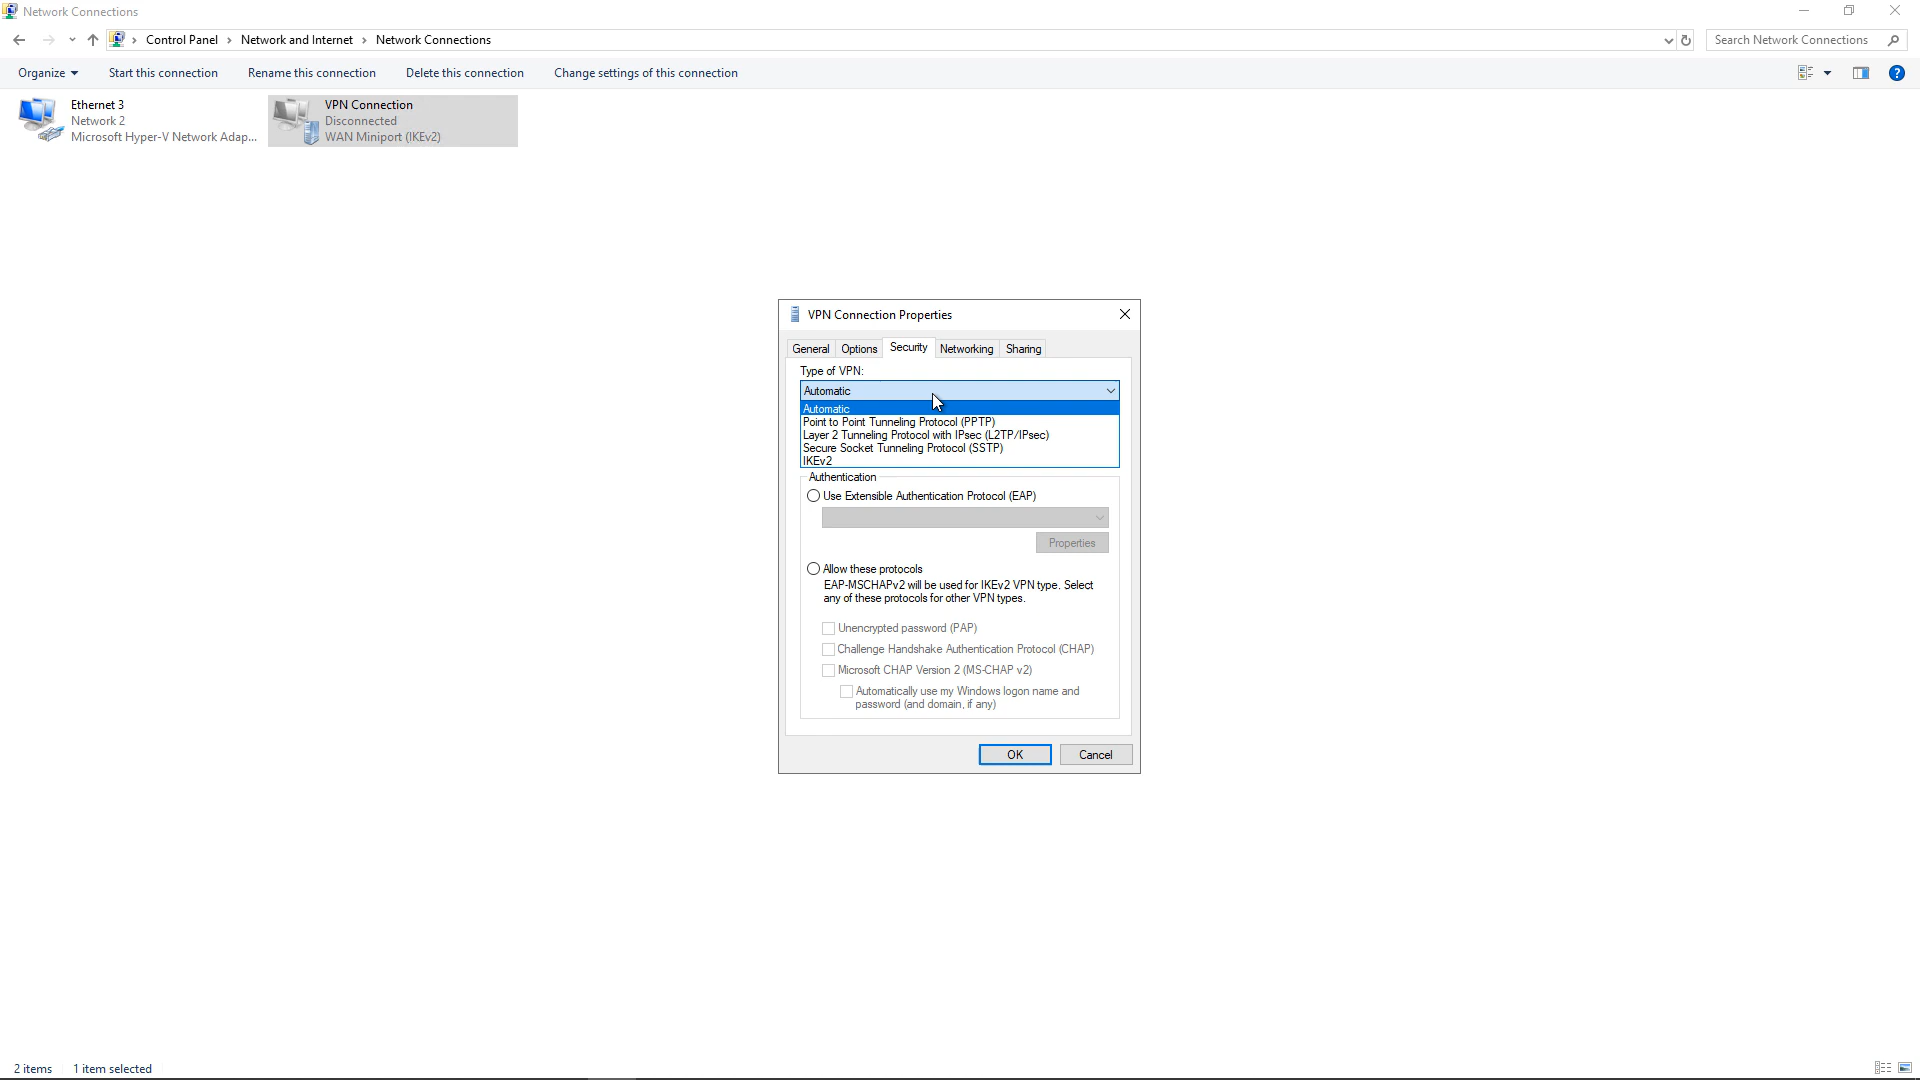 Network Connections
Control Panel > Network and Internet > Network Connections
Search Network Connections
Organize Start this connection Rename this connection Delete this connection Change settings of this connection
Ethernet 3
Network 2
Microsoft Hyper-V Network Adap...
VPN Connection
Disconnected
WAN Miniport (IKEv2)
VPN Connection Properties
General Options Security Networking Sharing
Type of VPN:
Automatic
Automatic
Point to Point Tunneling Protocol (PPTP)
Layer 2 Tunneling Protocol with IPsec (L2TP/IPsec)
Secure Socket Tunneling Protocol (SSTP)
IKEv2
Authentication
Use Extensible Authentication Protocol (EAP)
Properties
Allow these protocols
EAP-MSCHAPv2 will be used for IKEv2 VPN type. Select
any of these protocols for other VPN types.
Unencrypted password (PAP)
Challenge Handshake Authentication Protocol (CHAP)
Microsoft CHAP Version 2 (MS-CHAP v2)
Automatically use my Windows logon name and
password (and domain, if any)
OK Cancel
2 items 1 item selected